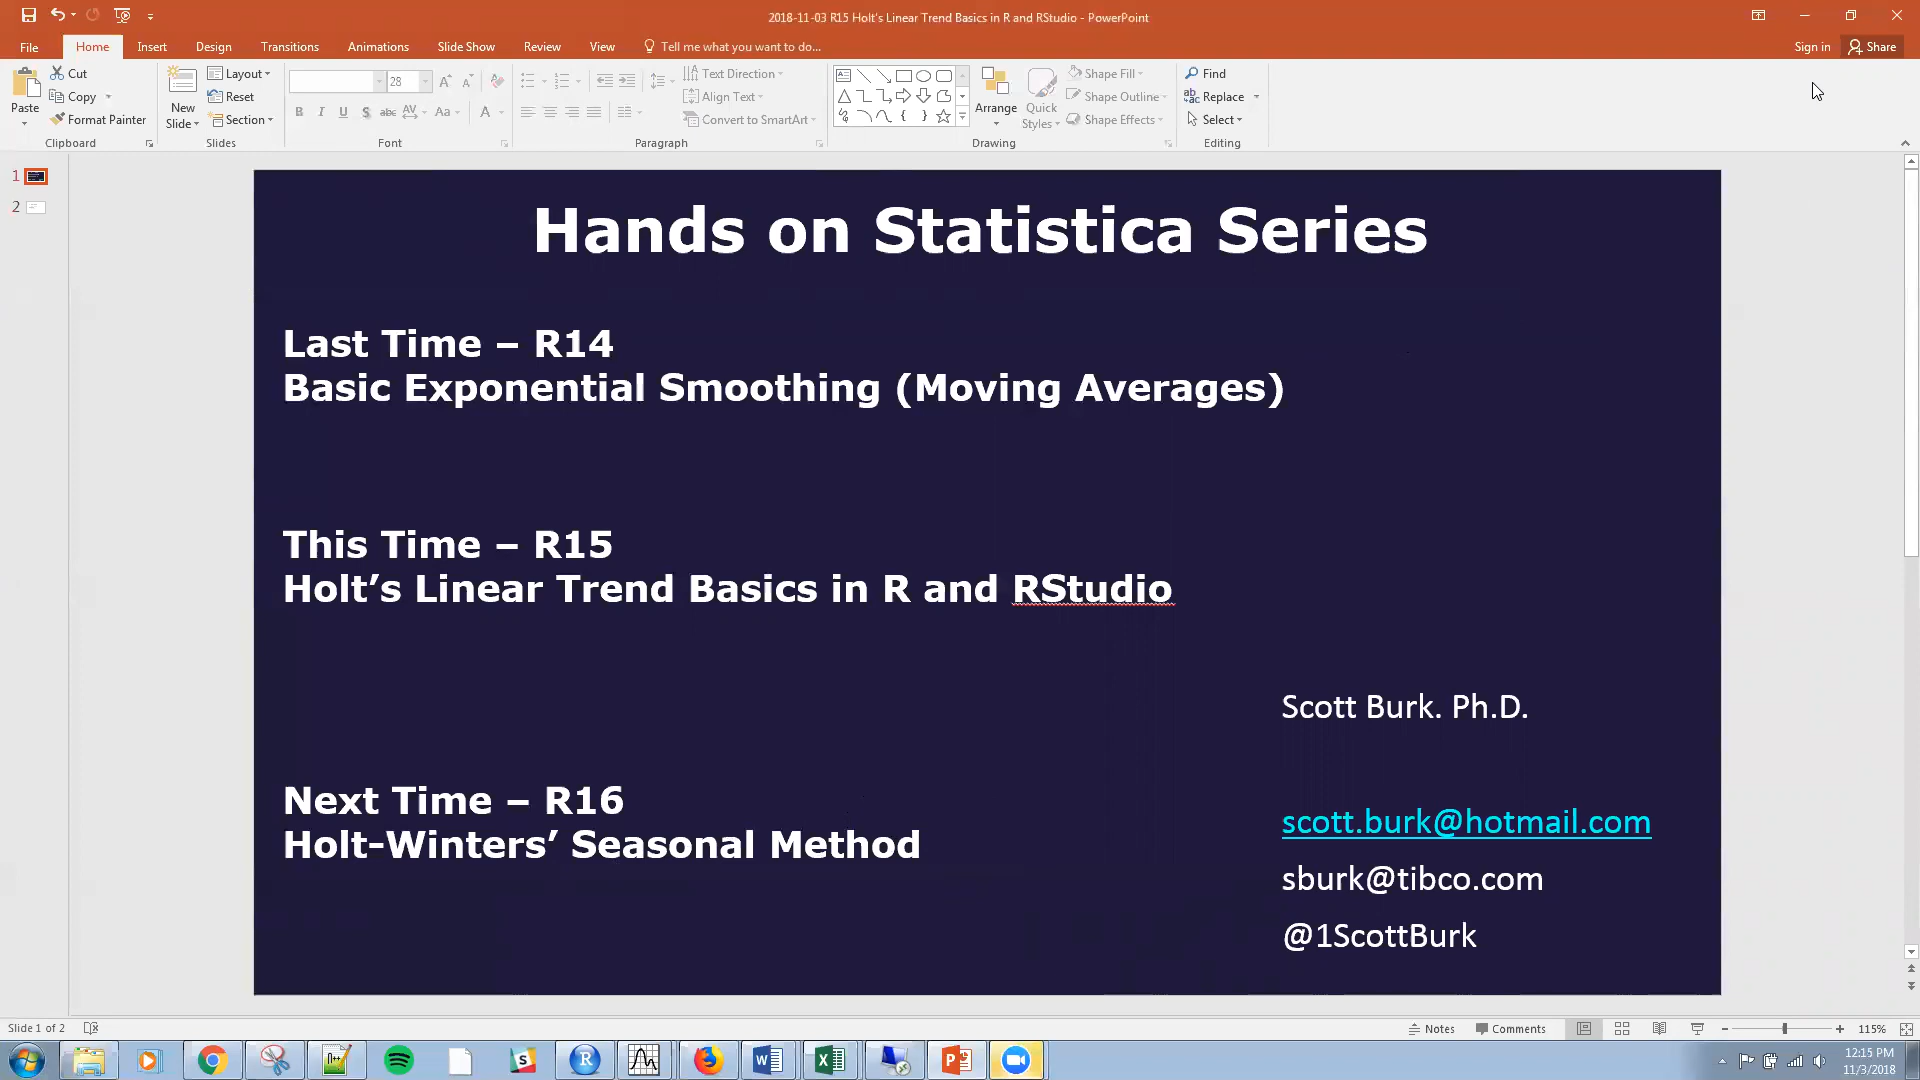 2018-11-03 R15 Holt's Linear Trend Basics in R and RStudio - PowerPoint
File Home Insert Design Transitions Animations Slide Show Review View Tell me what you want to do... Sign in Share
Paste
Cut
Copy
Format Painter
Clipboard
New Slide
Layout
Reset
Section
Slides
28
B I U S abc AV Aa A
Font
Text Direction
Align Text
Convert to SmartArt
Paragraph
Arrange
Quick Styles
Shape Fill
Shape Outline
Shape Effects
Drawing
Find
Replace
Select
Editing
1
2
Hands on Statistica Series
Last Time – R14
Basic Exponential Smoothing (Moving Averages)
This Time – R15
Holt’s Linear Trend Basics in R and RStudio
Scott Burk. Ph.D.
Next Time – R16
Holt-Winters’ Seasonal Method
scott.burk@hotmail.com
sburk@tibco.com
@1ScottBurk
Slide 1 of 2
Notes Comments 115%
12:15 PM
11/3/2018